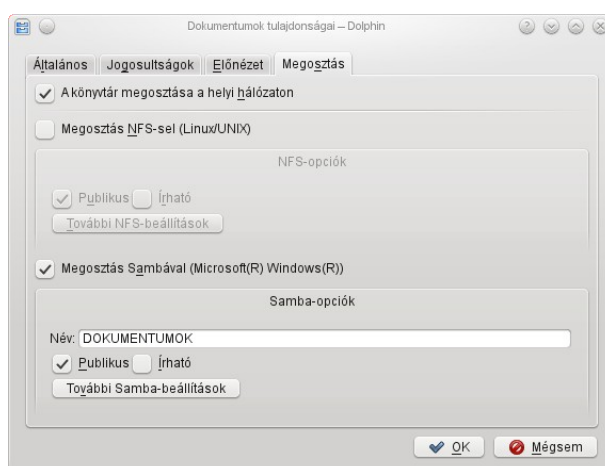 Dokumentumok tulajdonságai – Dolphin
Általános Jogosultságok Előnézet Megosztás
A könyvtár megosztása a helyi hálózaton
Megosztás NFS-sel (Linux/UNIX)
NFS-opciók
Publikus Írható
További NFS-beállítások
Megosztás Sambával (Microsoft(R) Windows(R))
Samba-opciók
Név: DOKUMENTUMOK
Publikus Írható
További Samba-beállítások
OK Mégsem